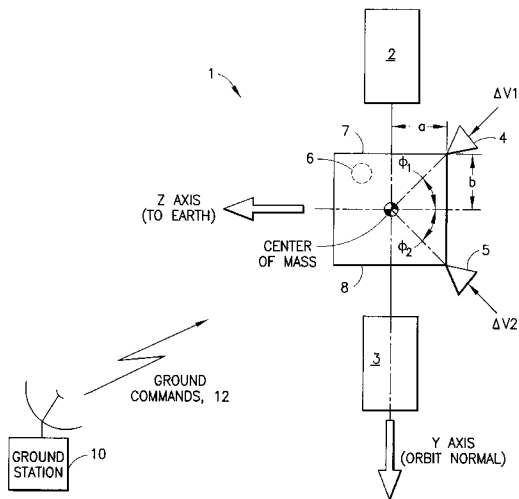 1
2
ΔV1
4
7
a
6
ϕ1
b
Z AXIS
(TO EARTH)
CENTER
OF MASS
ϕ2
5
8
ΔV2
3
GROUND
COMMANDS, 12
GROUND
STATION
10
Y AXIS
(ORBIT NORMAL)